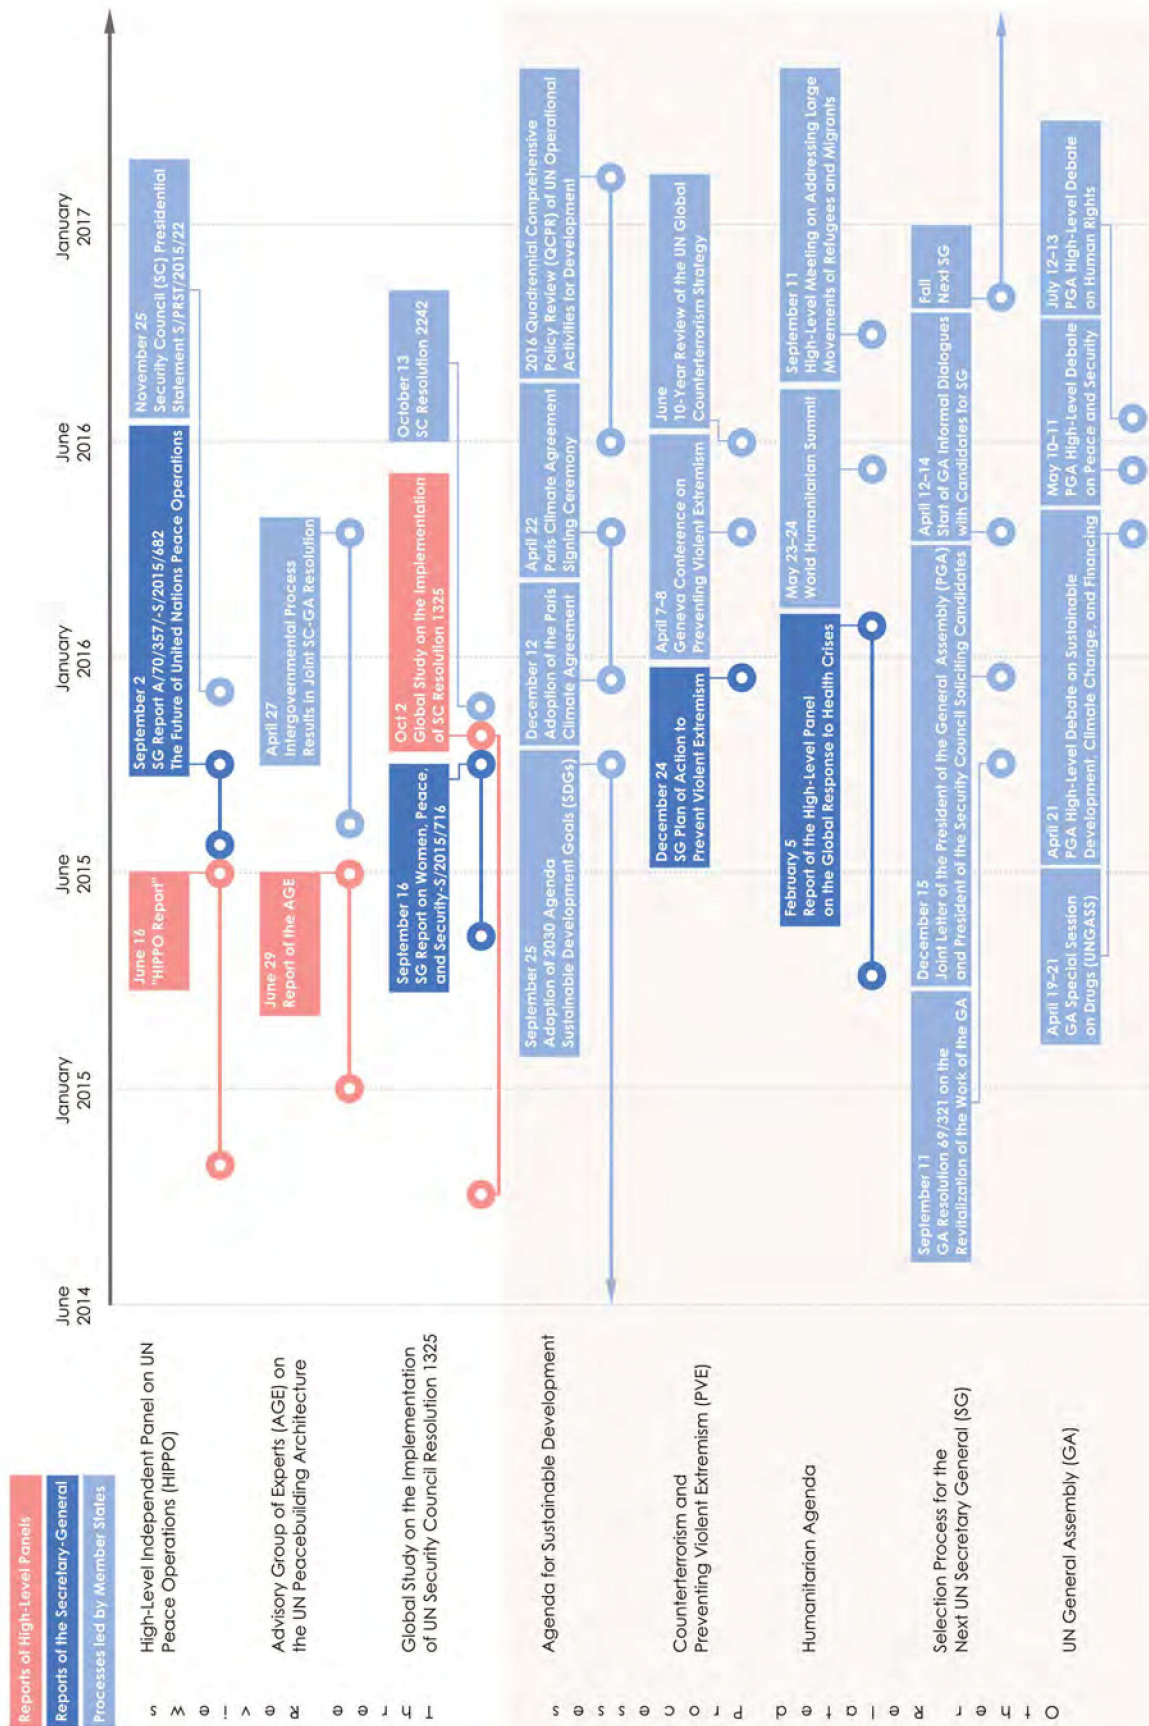 Reports of High-Level Panels
Reports of the Secretary-General
Processes led by Member States
June
2014
January
2015
June
2015
January
2016
June
2016
January
2017
Three Reviews
High-Level Independent Panel on UN
Peace Operations (HIPPO)
June 16
"HIPPO Report"
September 2
SG Report A/70/357/-S/2015/682
The Future of United Nations Peace Operations
November 25
Security Council (SC) Presidential
Statement S/PRST/2015/22
Advisory Group of Experts (AGE) on
the UN Peacebuilding Architecture
June 29
Report of the AGE
April 27
Intergovernmental Process
Results in Joint SC-GA Resolution
Global Study on the Implementation
of UN Security Council Resolution 1325
September 16
SG Report on Women, Peace,
and Security-S/2015/716
Oct 2
Global Study on the Implementation
of SC Resolution 1325
October 13
SC Resolution 2242
Other Related Processes
Agenda for Sustainable Development
September 25
Adoption of 2030 Agenda
Sustainable Development Goals (SDGs)
December 12
Adoption of the Paris
Climate Agreement
April 22
Paris Climate Agreement
Signing Ceremony
2016 Quadrennial Comprehensive
Policy Review (QCPR) of UN Operational
Activities for Development
Counterterrorism and
Preventing Violent Extremism (PVE)
December 24
SG Plan of Action to
Prevent Violent Extremism
April 7–8
Geneva Conference on
Preventing Violent Extremism
June
10-Year Review of the UN Global
Counterterrorism Strategy
Humanitarian Agenda
February 5
Report of the High-Level Panel
on the Global Response to Health Crises
May 23–24
World Humanitarian Summit
September 11
High-Level Meeting on Addressing Large
Movements of Refugees and Migrants
Selection Process for the
Next UN Secretary General (SG)
September 11
GA Resolution 69/321 on the
Revitalization of the Work of the GA
December 15
Joint Letter of the President of the General Assembly (PGA)
and President of the Security Council Soliciting Candidates
April 12–14
Start of GA Informal Dialogues
with Candidates for SG
Fall
Next SG
UN General Assembly (GA)
April 19–21
GA Special Session
on Drugs (UNGASS)
April 21
PGA High-Level Debate on Sustainable
Development, Climate Change, and Financing
May 10–11
PGA High-Level Debate
on Peace and Security
July 12–13
PGA High-Level Debate
on Human Rights